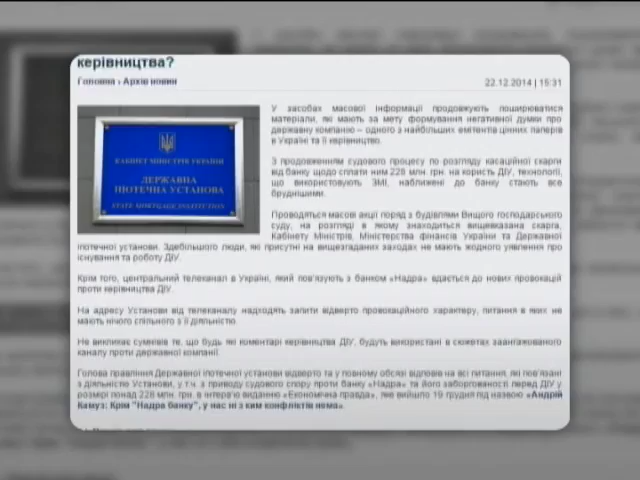 керівництва?
Головна › Архів новин
22.12.2014 | 15:31
У засобах масової інформації продовжують поширюватися
матеріали, які мають за мету формування негативної думки про
державну компанію – одного з найбільших емітентів цінних паперів
в Україні та її керівництво.
З продовженням судового процесу по розгляду касаційної скарги
від банку щодо сплати ним 228 млн. грн. на користь ДІУ, технології,
що використовують ЗМІ, наближені до банку стають все
бруднішими.
Проводяться масові акції поряд з будівлями Вищого господарського
суду, на розгляді в якому знаходиться вищевказана скарга,
Кабінету Міністрів, Міністерства фінансів України та Державної
іпотечної установи. Здебільшого люди, які присутні на вищезгаданих заходах не мають жодного уявлення про
існування та роботу ДІУ.
КАБІНЕТ МІНІСТРІВ УКРАЇНИ
ДЕРЖАВНА
ІПОТЕЧНА УСТАНОВА
STATE MORTGAGE INSTITUTION
Крім того, центральний телеканал в Україні, який пов'язують з банком «Надра» вдається до нових провокацій
проти керівництва ДІУ.
На адресу Установи від телеканалу надходять запити відверто провокаційного характеру, питання в яких не
мають нічого спільного з її діяльністю.
Не викликає сумнівів те, що будь, які коментарі керівництва ДІУ, будуть використані в сюжетах заангажованого
каналу проти державної компанії.
Голова правління Державної іпотечної установи відверто та у повному обсязі відповів на всі питання, які пов'язані
з діяльністю Установи, у т.ч. з приводу судового спору проти банку «Надра» та його заборгованості перед ДІУ у
розмірі понад 228 млн. грн. в інтерв'ю виданню «Економічна правда», яке вийшло 19 грудня під назвою «Андрій
Камуз: Крім "Надра банку", у нас ні з ким конфліктів нема».